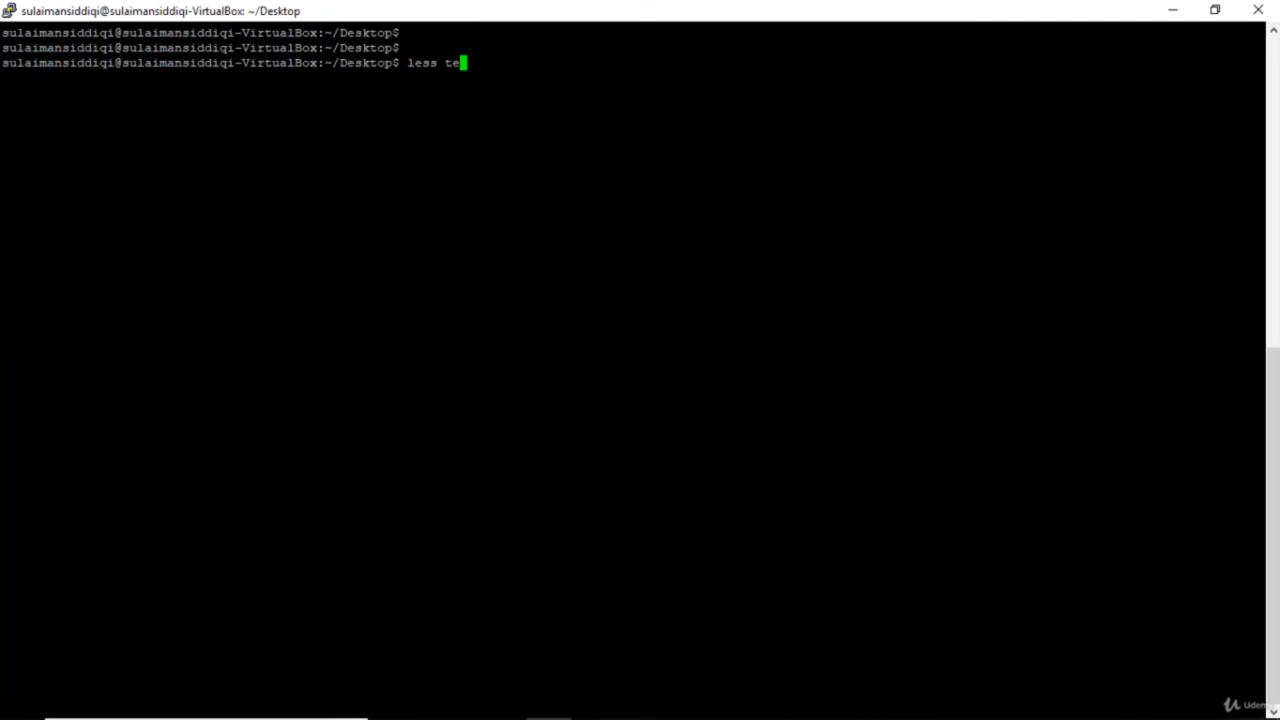 sulaimansiddiqi@sulaimansiddiqi-VirtualBox: ~/Desktop
sulaimansiddiqi@sulaimansiddiqi-VirtualBox:~/Desktop$
sulaimansiddiqi@sulaimansiddiqi-VirtualBox:~/Desktop$
sulaimansiddiqi@sulaimansiddiqi-VirtualBox:~/Desktop$ less te